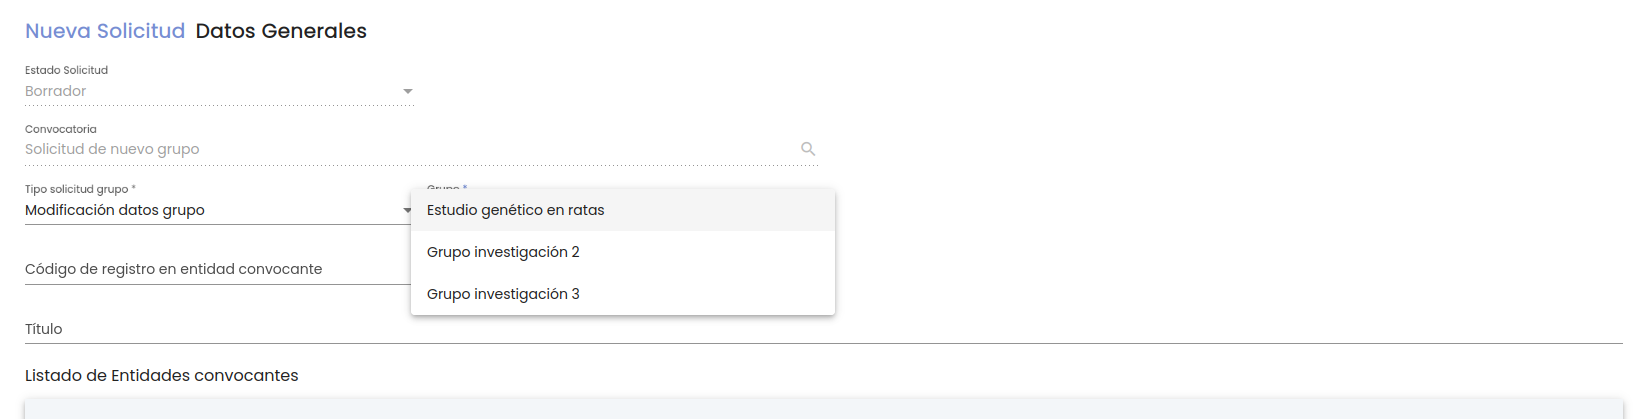 Nueva Solicitud Datos Generales
Estado Solicitud
Borrador
Convocatoria
Solicitud de nuevo grupo
Tipo solicitud grupo * Grupo *
Modificación datos grupo
Estudio genético en ratas
Grupo investigación 2
Código de registro en entidad convocante
Grupo investigación 3
Título
Listado de Entidades convocantes